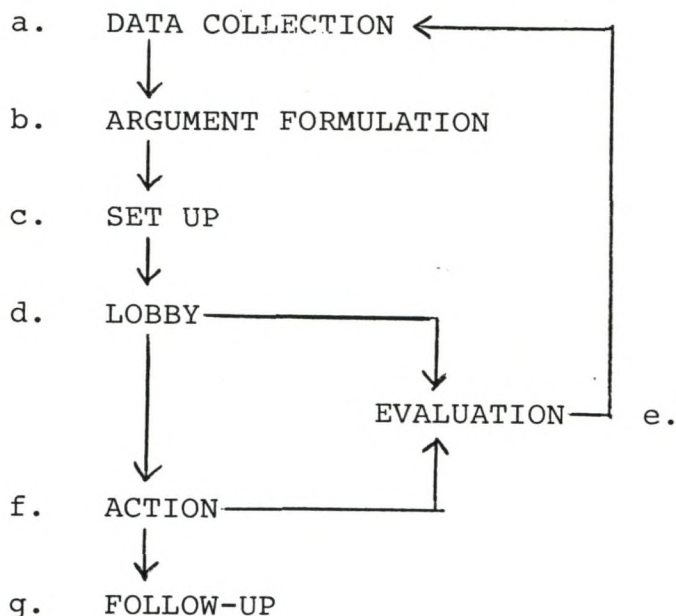 a. DATA COLLECTION
b. ARGUMENT FORMULATION
c. SET UP
d. LOBBY
EVALUATION e.
f. ACTION
g. FOLLOW-UP